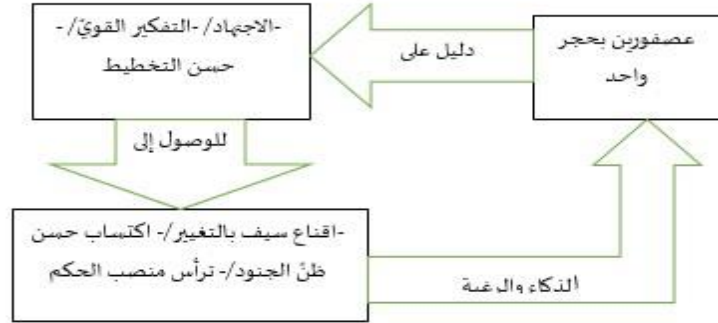 عصفورين بحجر
واحد
دليل على
-الاجتهاد/ -التفكير القويّ/ -
حسن التخطيط
للوصول إلى
-اقناع سيف بالتغيير/- اكتساب حسن
ظنّ الجنود/- ترأس منصب الحكم
الذكاء والرغبة